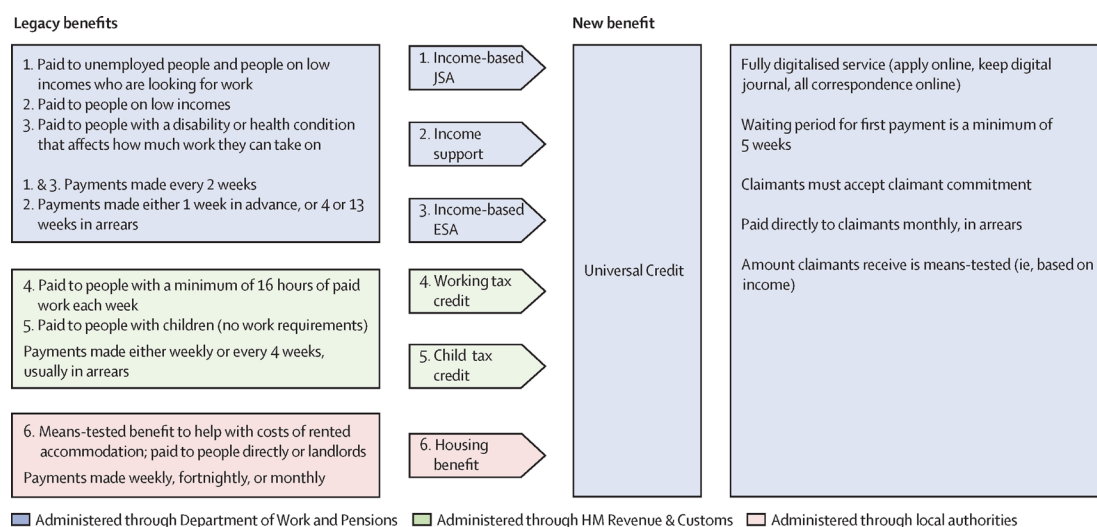 Legacy benefits
New benefit
1. Paid to unemployed people and people on low
incomes who are looking for work
2. Paid to people on low incomes
3. Paid to people with a disability or health condition
that affects how much work they can take on
1. & 3. Payments made every 2 weeks
2. Payments made either 1 week in advance, or 4 or 13
weeks in arrears
4. Paid to people with a minimum of 16 hours of paid
work each week
5. Paid to people with children (no work requirements)
Payments made either weekly or every 4 weeks,
usually in arrears
6. Means-tested benefit to help with costs of rented
accommodation; paid to people directly or landlords
Payments made weekly, fortnightly, or monthly
1. Income-based
JSA
2. Income
support
3. Income-based
ESA
4. Working tax
credit
5. Child tax
credit
6. Housing
benefit
Universal Credit
Fully digitalised service (apply online, keep digital
journal, all correspondence online)
Waiting period for first payment is a minimum of
5 weeks
Claimants must accept claimant commitment
Paid directly to claimants monthly, in arrears
Amount claimants receive is means-tested (ie, based on
income)
Administered through Department of Work and Pensions
Administered through HM Revenue & Customs
Administered through local authorities